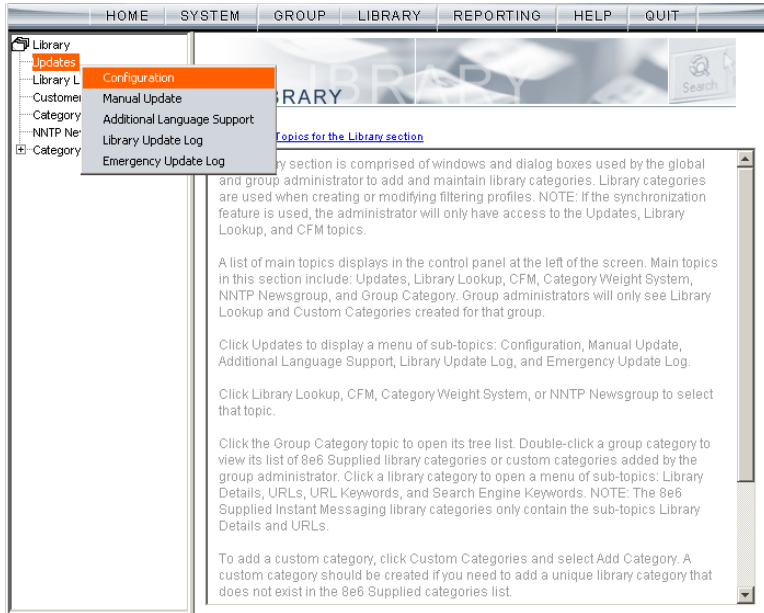 HOME SYSTEM GROUP LIBRARY REPORTING HELP QUIT
Library
Updates
Library L
Custome
Category
NNTP Ne
Category
Configuration
Manual Update
Additional Language Support
Library Update Log
Emergency Update Log
BRARY
Search
Topics for the Library section
ry section is comprised of windows and dialog boxes used by the global
and group administrator to add and maintain library categories. Library categories
are used when creating or modifying filtering profiles. NOTE: If the synchronization
feature is used, the administrator will only have access to the Updates, Library
Lookup, and CFM topics.
A list of main topics displays in the control panel at the left of the screen. Main topics
in this section include: Updates, Library Lookup, CFM, Category Weight System,
NNTP Newsgroup, and Group Category. Group administrators will only see Library
Lookup and Custom Categories created for that group.
Click Updates to display a menu of sub-topics: Configuration, Manual Update,
Additional Language Support, Library Update Log, and Emergency Update Log.
Click Library Lookup, CFM, Category Weight System, or NNTP Newsgroup to select
that topic.
Click the Group Category topic to open its tree list. Double-click a group category to
view its list of 8e6 Supplied library categories or custom categories added by the
group administrator. Click a library category to open a menu of sub-topics: Library
Details, URLs, URL Keywords, and Search Engine Keywords. NOTE: The 8e6
Supplied Instant Messaging library categories only contain the sub-topics Library
Details and URLs.
To add a custom category, click Custom Categories and select Add Category. A
custom category should be created if you need to add a unique library category that
does not exist in the 8e6 Supplied categories list.